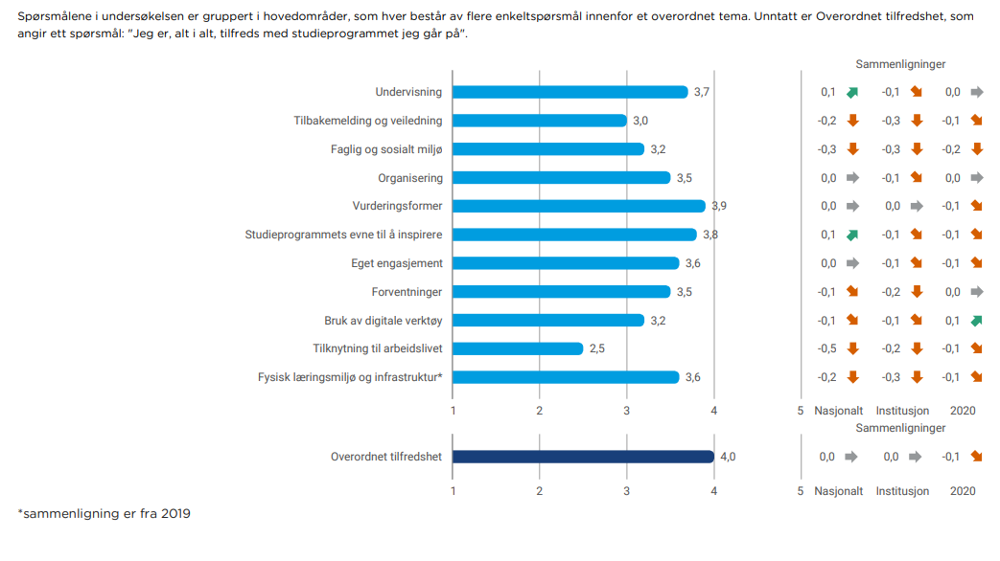 Spørsmålene i undersøkelsen er gruppert i hovedområder, som hver består av flere enkeltspørsmål innenfor et overordnet tema. Unntatt er Overordnet tilfredshet, som
angir ett spørsmål: "Jeg er, alt i alt, tilfreds med studieprogrammet jeg går på".
Sammenligninger
Undervisning 3,7 0,1 -0,1 0,0
Tilbakemelding og veiledning 3,0 -0,2 -0,3 -0,1
Faglig og sosialt miljø 3,2 -0,3 -0,3 -0,2
Organisering 3,5 0,0 -0,1 0,0
Vurderingsformer 3,9 0,0 0,0 -0,1
Studieprogrammets evne til å inspirere 3,8 0,1 -0,1 -0,1
Eget engasjement 3,6 0,0 -0,1 -0,1
Forventninger 3,5 -0,1 -0,2 0,0
Bruk av digitale verktøy 3,2 -0,1 -0,1 0,1
Tilknytning til arbeidslivet 2,5 -0,5 -0,2 -0,1
Fysisk læringsmiljø og infrastruktur* 3,6 -0,2 -0,3 -0,1
1 2 3 4 5 Nasjonalt Institusjon 2020
Sammenligninger
Overordnet tilfredshet 4,0 0,0 0,0 -0,1
1 2 3 4 5 Nasjonalt Institusjon 2020
*sammenligning er fra 2019